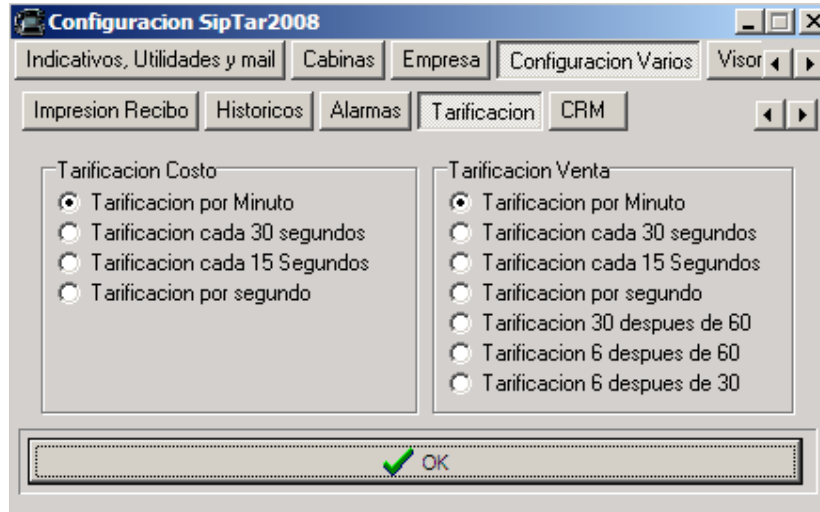 Configuracion SipTar2008
Indicativos, Utilidades y mail Cabinas Empresa Configuracion Varios Visor
Impresion Recibo Historicos Alarmas Tarificacion CRM
Tarificacion Costo
Tarificacion por Minuto
Tarificacion cada 30 segundos
Tarificacion cada 15 Segundos
Tarificacion por segundo
Tarificacion Venta
Tarificacion por Minuto
Tarificacion cada 30 segundos
Tarificacion cada 15 Segundos
Tarificacion por segundo
Tarificacion 30 despues de 60
Tarificacion 6 despues de 60
Tarificacion 6 despues de 30
OK